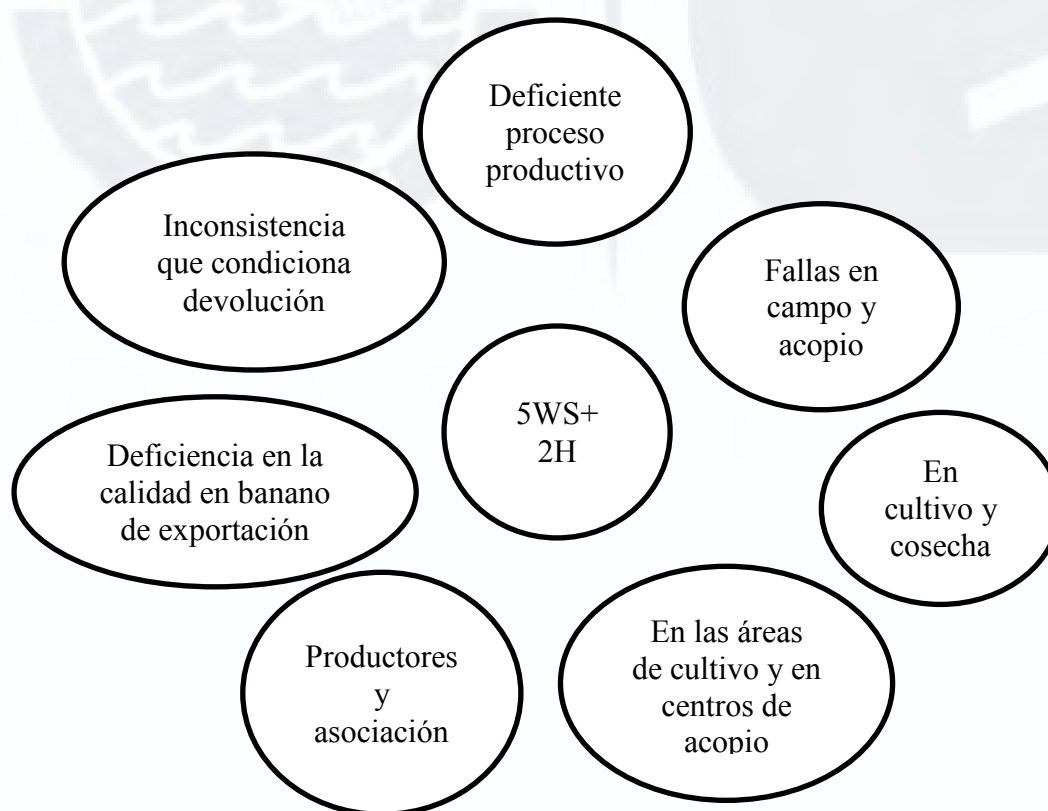 Deficiente
proceso
productivo
Inconsistencia
que condiciona
devolución
Fallas en
campo y
acopio
5WS+
2H
Deficiencia en la
calidad en banano
de exportación
En
cultivo y
cosecha
Productores
y
asociación
En las áreas
de cultivo y en
centros de
acopio